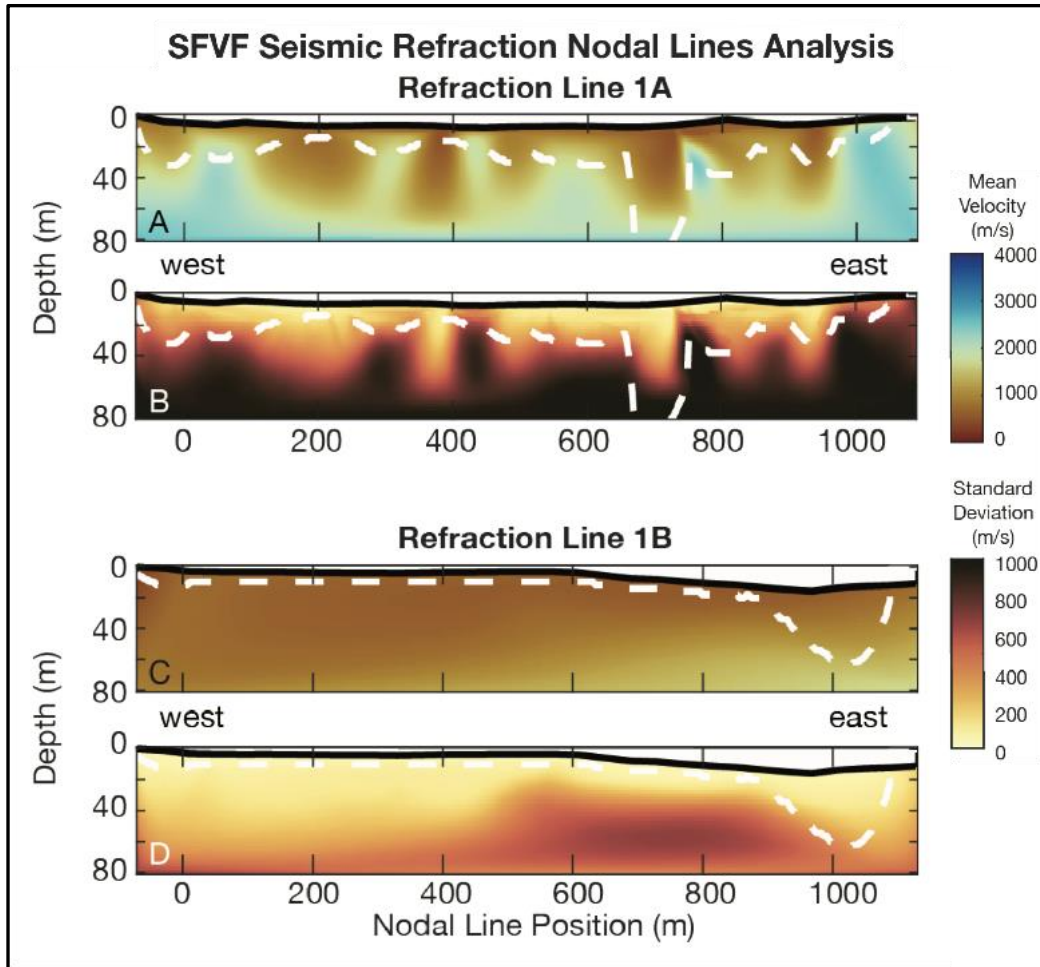 SFVF Seismic Refraction Nodal Lines Analysis
Refraction Line 1A
0
40
80
A
Depth (m)
west
east
0
40
80
B
0 200 400 600 800 1000
Mean
Velocity
(m/s)
4000
3000
2000
1000
0
Refraction Line 1B
0
40
80
C
Depth (m)
west
east
0
40
80
D
0 200 400 600 800 1000
Nodal Line Position (m)
Standard
Deviation
(m/s)
1000
800
600
400
200
0